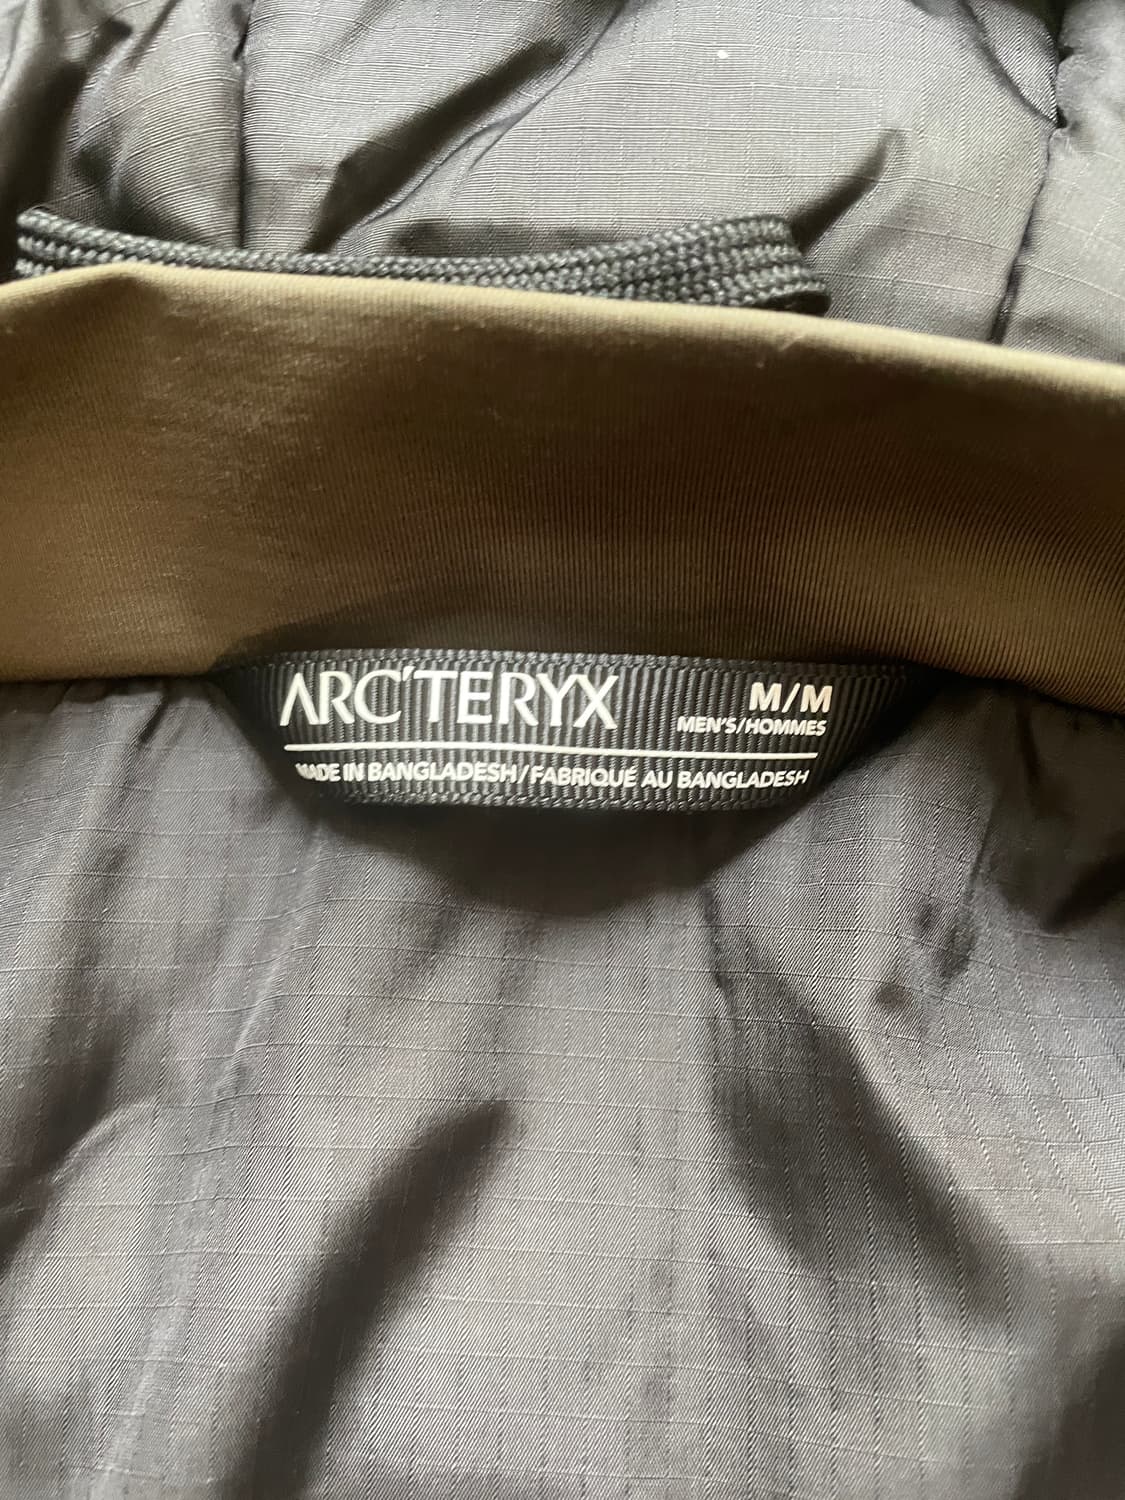 ARC'TERYX
M/M
MEN'S/HOMMES
MADE IN BANGLADESH/FABRIQUÉ AU BANGLADESH